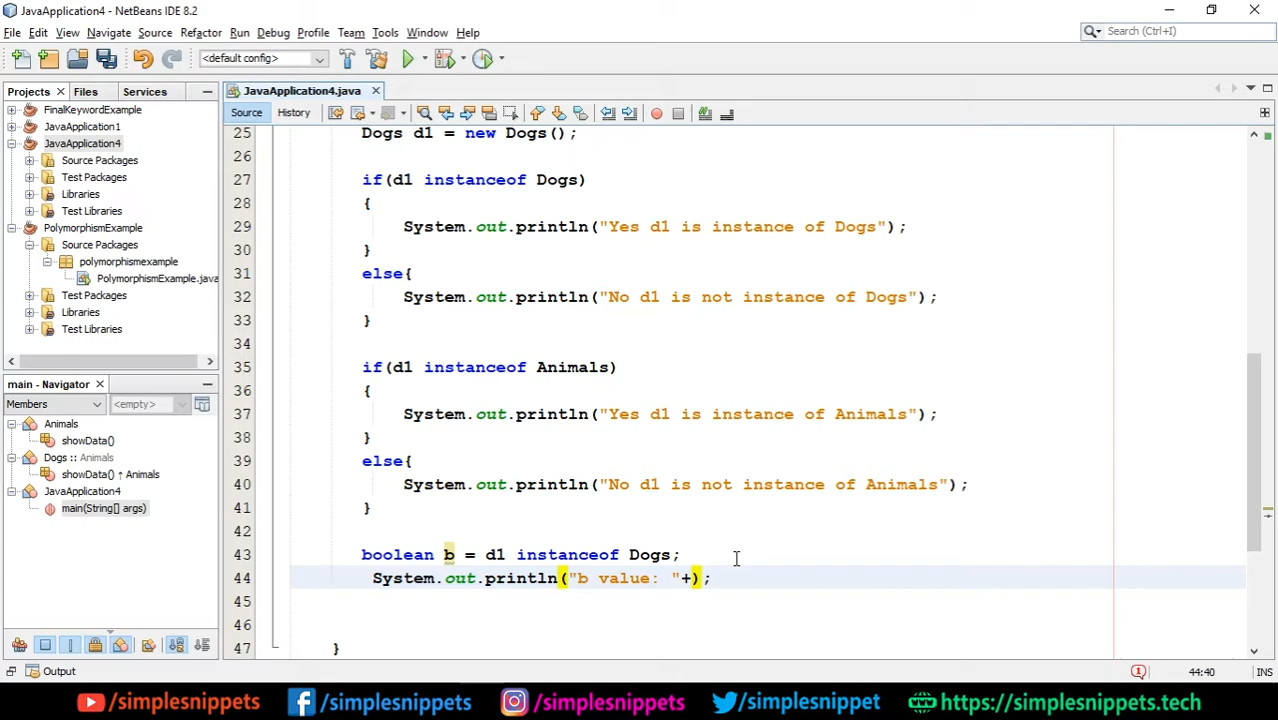 JavaApplication4 - NetBeans IDE 8.2
File Edit View Navigate Source Refactor Run Debug Profile Team Tools Window Help
Search (Ctrl+I)
<default config>
Projects Files Services
JavaApplication4.java
FinalKeywordExample
JavaApplication1
JavaApplication4
Source Packages
Test Packages
Libraries
Test Libraries
PolymorphismExample
Source Packages
polymorphismexample
PolymorphismExample.java
Test Packages
Libraries
Test Libraries
main - Navigator
Members <empty>
Animals
showData()
Dogs :: Animals
showData() ↑ Animals
JavaApplication4
main(String[] args)
Source History
25 Dogs d1 = new Dogs();
26
27 if(d1 instanceof Dogs)
28 {
29 System.out.println("Yes d1 is instance of Dogs");
30 }
31 else{
32 System.out.println("No d1 is not instance of Dogs");
33 }
34
35 if(d1 instanceof Animals)
36 {
37 System.out.println("Yes d1 is instance of Animals");
38 }
39 else{
40 System.out.println("No d1 is not instance of Animals");
41 }
42
43 boolean b = d1 instanceof Dogs;
44 System.out.println("b value: "+);
45
46
47 }
Output
1 44:40 INS
/simplesnippets /simplesnippets /simplesnippets /simplesnippets https://simplesnippets.tech